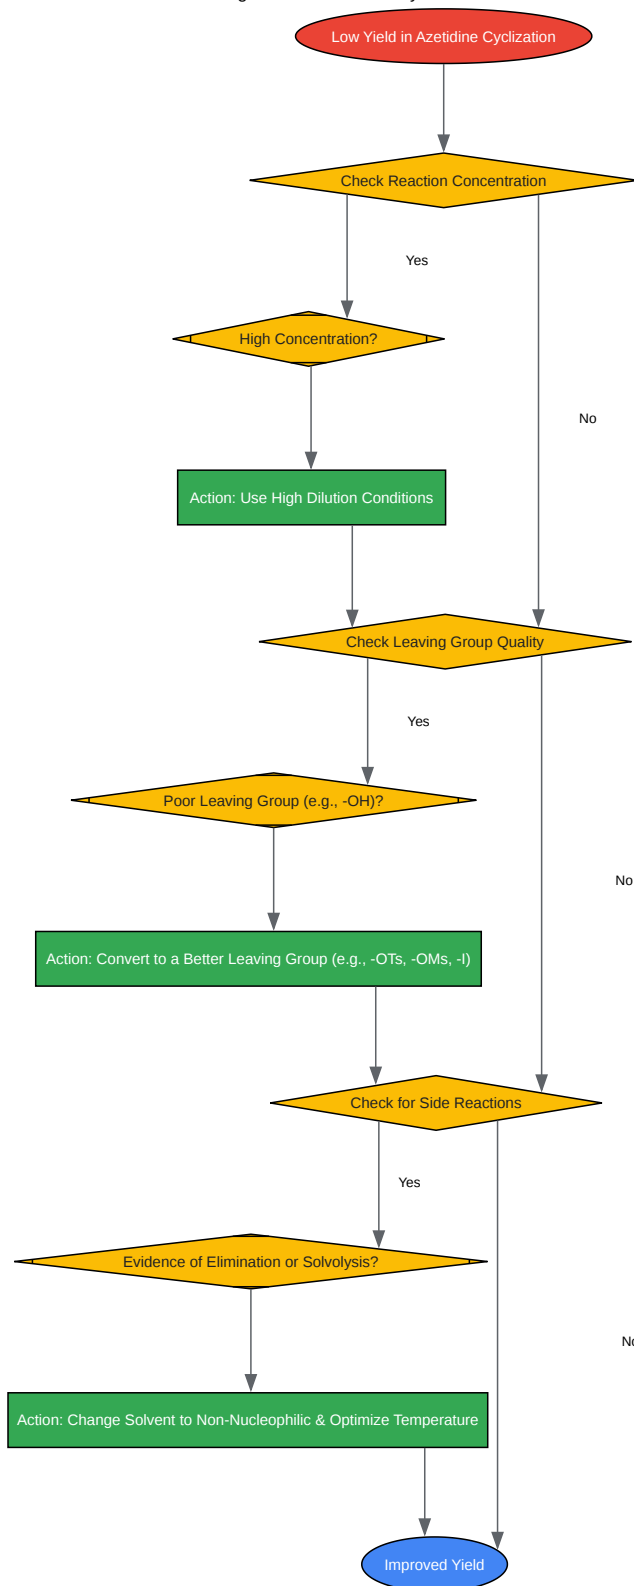 Low Yield in Azetidine Cyclization
Check Reaction Concentration
Yes
High Concentration?
No
Action: Use High Dilution Conditions
Check Leaving Group Quality
Yes
Poor Leaving Group (e.g., -OH)?
No
Action: Convert to a Better Leaving Group (e.g., -OTs, -OMs, -I)
Check for Side Reactions
Yes
Evidence of Elimination or Solvolysis?
No
Action: Change Solvent to Non-Nucleophilic & Optimize Temperature
Improved Yield